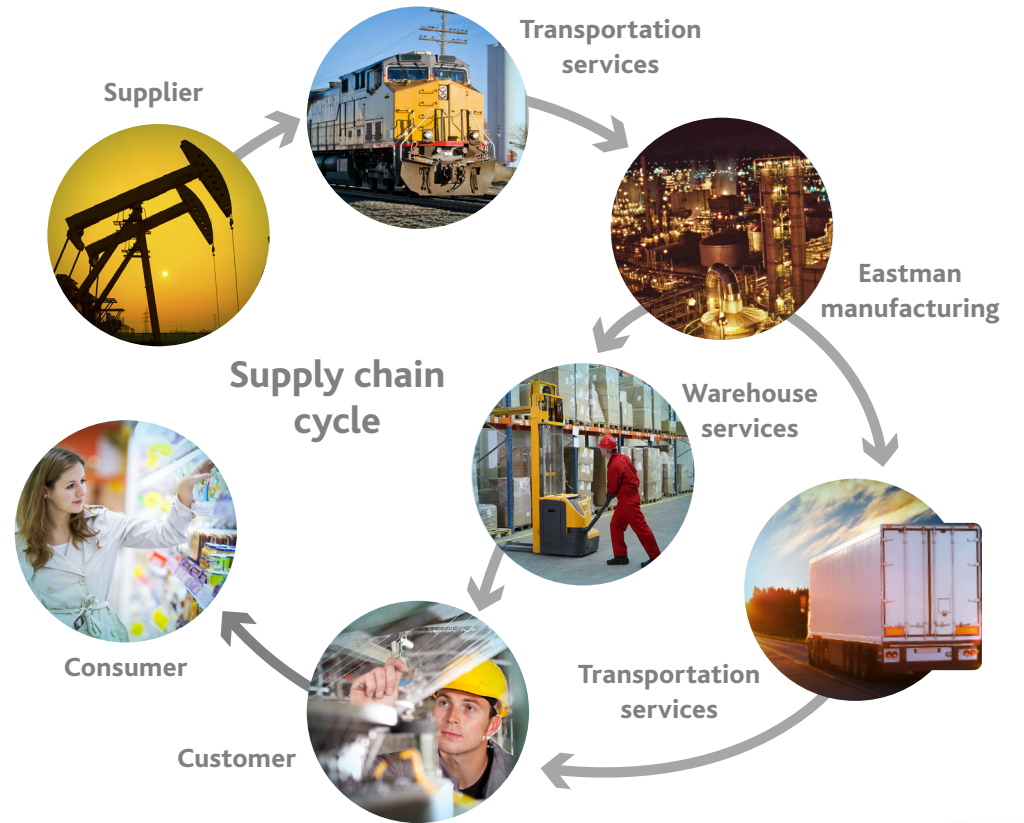 Transportation
services
Supplier
Eastman
manufacturing
Supply chain
cycle
Warehouse
services
Consumer
Transportation
services
Customer